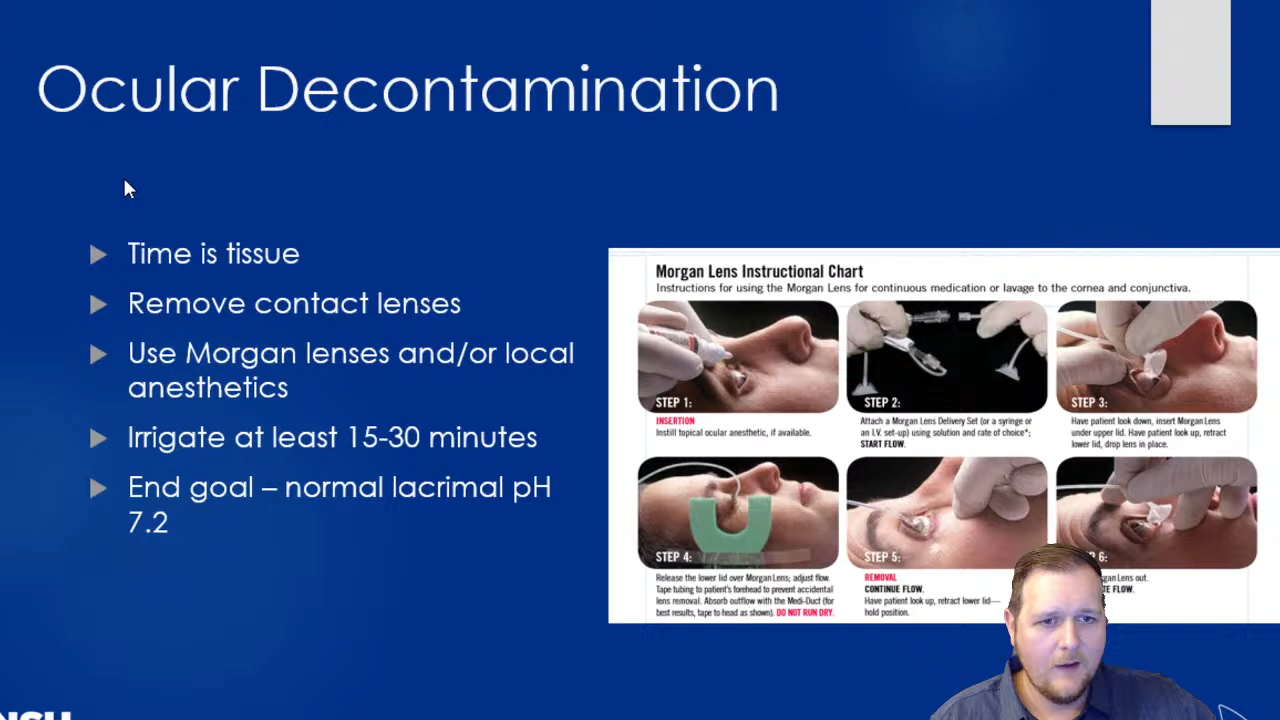 Ocular Decontamination
Time is tissue
Remove contact lenses
Use Morgan lenses and/or local
anesthetics
Irrigate at least 15-30 minutes
End goal – normal lacrimal pH
7.2
Morgan Lens Instructional Chart
Instructions for using the Morgan Lens for continuous medication or lavage to the cornea and conjunctiva.
STEP 1:
INSERTION
Instill topical ocular anesthetic, if available.
STEP 2:
Attach a Morgan Lens Delivery Set (or a syringe or
an I.V. set-up) using solution and rate of choice*;
START FLOW.
STEP 3:
Have patient look down, insert Morgan Lens
under upper lid. Have patient look up, retract
lower lid, drop lens in place.
STEP 4:
Release the lower lid over Morgan Lens; adjust flow.
Tape tubing to patient's forehead to prevent accidental
lens removal. Absorb outflow with the Medi-Duct (for
best results, tape to head as shown). DO NOT RUN DRY.
STEP 5:
REMOVAL
CONTINUE FLOW.
Have patient look up, retract lower lid—
hold position.
6:
Lens out.
FLOW.